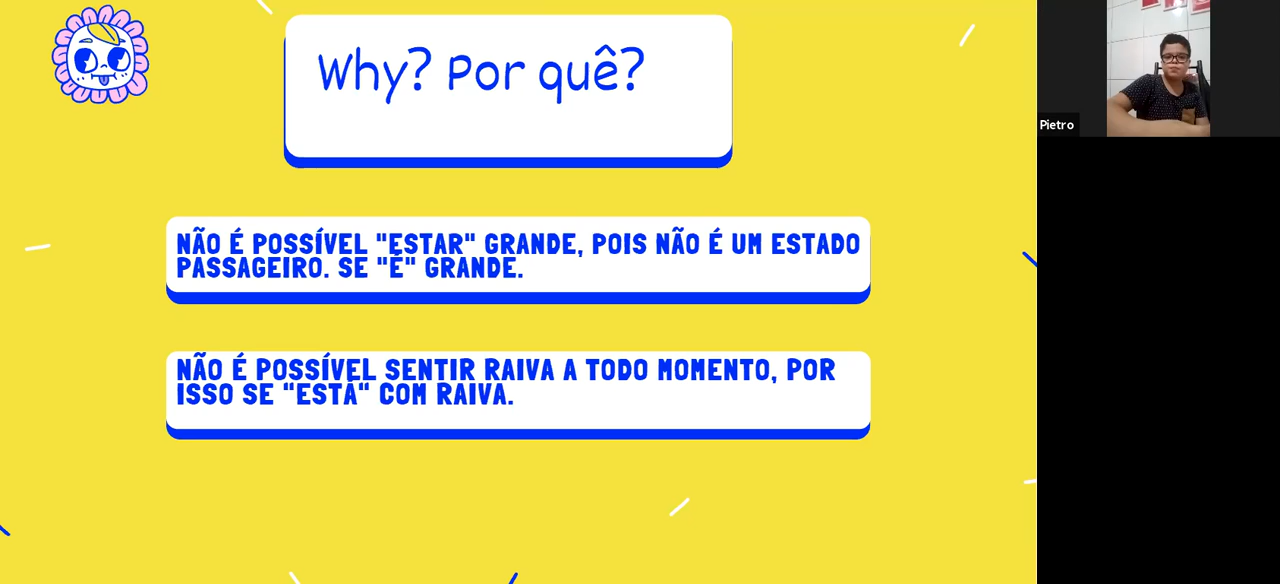 Why? Por quê?
NÃO É POSSÍVEL "ESTAR" GRANDE, POIS NÃO É UM ESTADO
PASSAGEIRO. SE "É" GRANDE.
NÃO É POSSÍVEL SENTIR RAIVA A TODO MOMENTO, POR
ISSO SE "ESTÁ" COM RAIVA.
Pietro